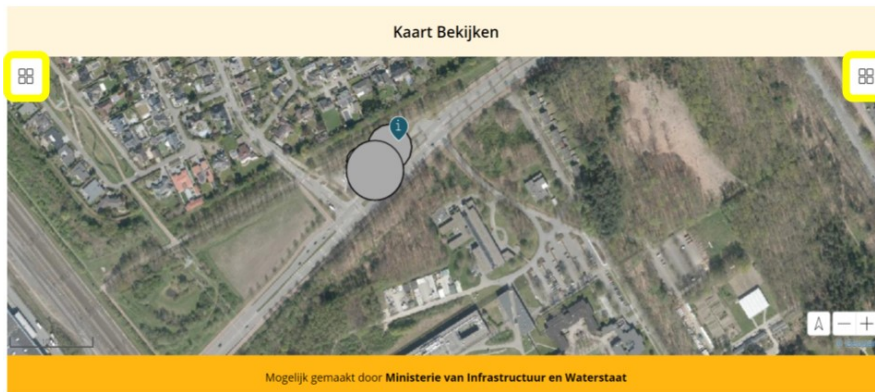 Kaart Bekijken
i
Mogelijk gemaakt door Ministerie van Infrastructuur en Waterstaat